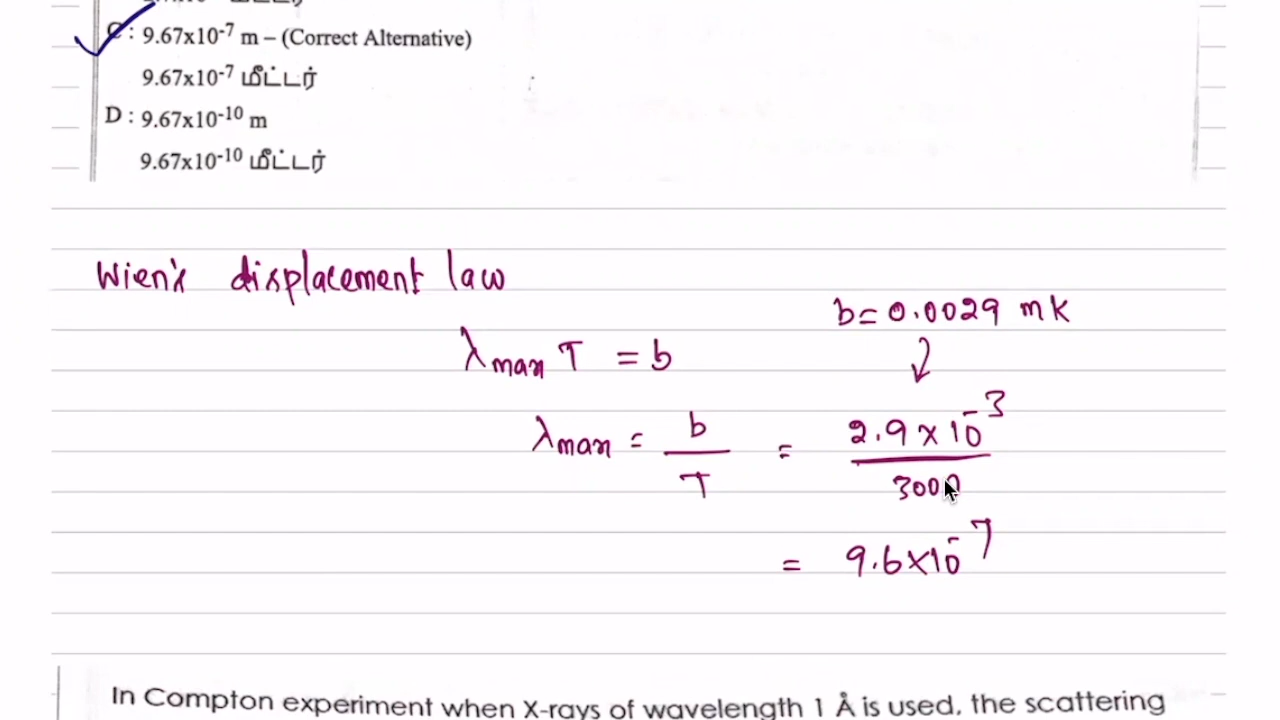 C : 9.67x10⁻⁷ m – (Correct Alternative)
9.67x10⁻⁷ மீட்டர்
D : 9.67x10⁻¹⁰ m
9.67x10⁻¹⁰ மீட்டர்
Wien's displacement law
b = 0.0029 mk
λmax T = b
λmax = b / T = 2.9 × 10⁻³ / 3000
= 9.6 × 10⁻⁷
In Compton experiment when X-rays of wavelength 1 Å is used, the scattering